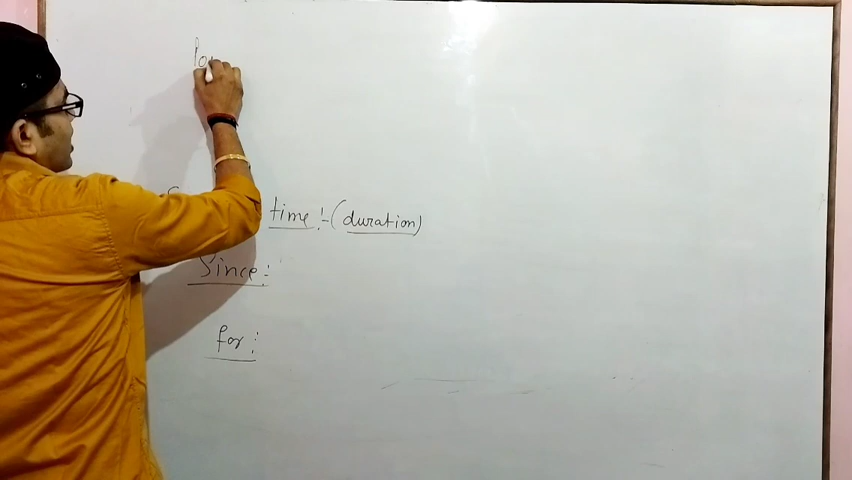 time :- (duration)
Since :
for :